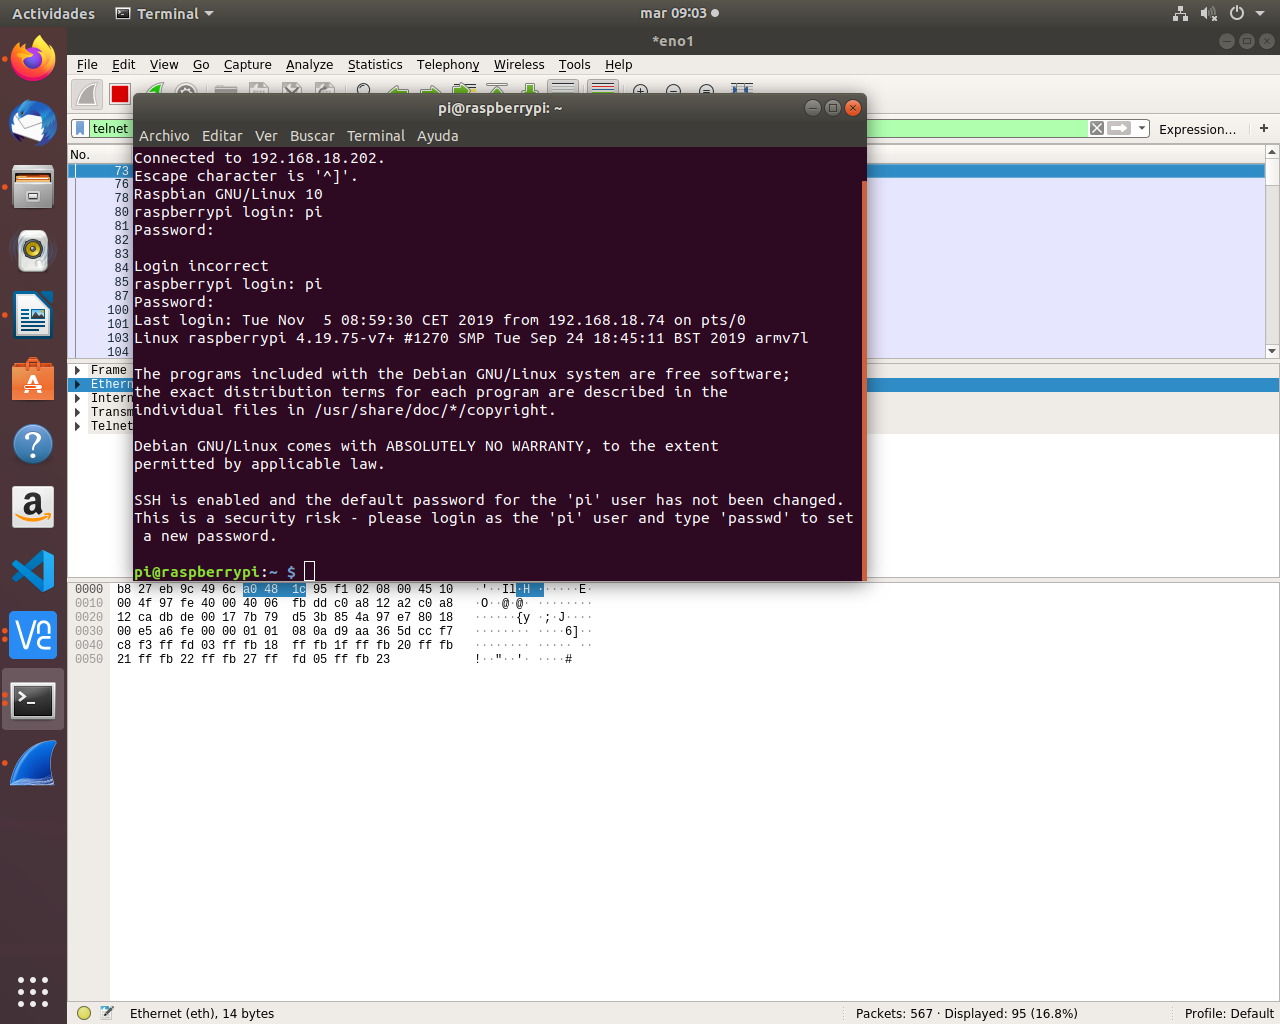 Actividades Terminal mar 09:03
*eno1
File Edit View Go Capture Analyze Statistics Telephony Wireless Tools Help
pi@raspberrypi: ~
telnet Expression… +
Archivo Editar Ver Buscar Terminal Ayuda
No.
73
76
78
80
81
82
83
84
85
87
100
101
103
104
Connected to 192.168.18.202.
Escape character is '^]'.
Raspbian GNU/Linux 10
raspberrypi login: pi
Password:
Login incorrect
raspberrypi login: pi
Password:
Last login: Tue Nov  5 08:59:30 CET 2019 from 192.168.18.74 on pts/0
Linux raspberrypi 4.19.75-v7+ #1270 SMP Tue Sep 24 18:45:11 BST 2019 armv7l
The programs included with the Debian GNU/Linux system are free software;
the exact distribution terms for each program are described in the
individual files in /usr/share/doc/*/copyright.
Debian GNU/Linux comes with ABSOLUTELY NO WARRANTY, to the extent
permitted by applicable law.
SSH is enabled and the default password for the 'pi' user has not been changed.
This is a security risk - please login as the 'pi' user and type 'passwd' to set
 a new password.
pi@raspberrypi:~ $
Frame
Ethern
Intern
Transm
Telnet
0000 b8 27 eb 9c 49 6c a0 48 1c 95 f1 02 08 00 45 10 ·'··Il·H ······E·
0010 00 4f 97 fe 40 00 40 06 fb dd c0 a8 12 a2 c0 a8 ·O··@·@· ········
0020 12 ca db de 00 17 7b 79 d5 3b 85 4a 97 e7 80 18 ······{y ·;·J····
0030 00 e5 a6 fe 00 00 01 01 08 0a d9 aa 36 5d cc f7 ········ ····6]··
0040 c8 f3 ff fd 03 ff fb 18 ff fb 1f ff fb 20 ff fb ········ ····· ··
0050 21 ff fb 22 ff fb 27 ff fd 05 ff fb 23 !··"··'· ····#
Ethernet (eth), 14 bytes Packets: 567 · Displayed: 95 (16.8%) Profile: Default